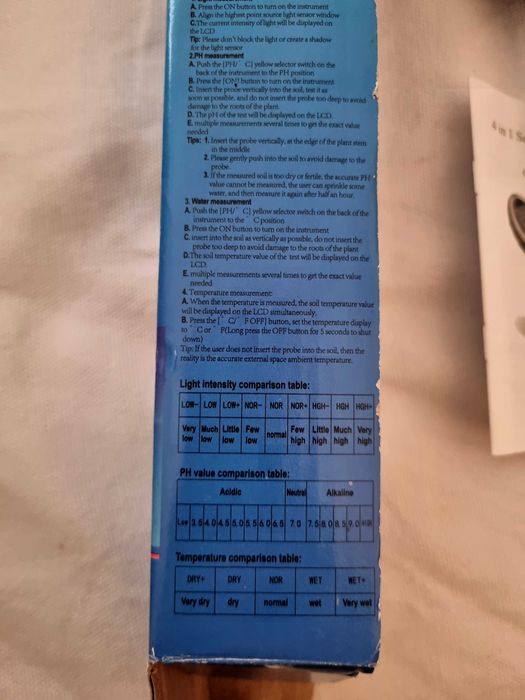 A. Press the ON button to turn on the instrument
B. Align the highest point source light sensor window
C.The current intensity of light will be displayed on
the LCD
Tip: Please don't block the light or create a shadow
for the light sensor
2.PH measurement
A. Push the [PH/° C] yellow selector switch on the
back of the instrument to the PH position
B. Press the [ON] button to turn on the instrument
C. Insert the probe vertically into the soil, test it as
soon as possible, and do not insert the probe too deep to avoid
damage to the roots of the plant.
D. The pH of the test will be displayed on the LCD.
E. multiple measurements several times to get the exact value
needed
Tips: 1. Insert the probe vertically, at the edge of the plant stem
in the middle
2. Please gently push into the soil to avoid damage to the
probe.
3. If the measured soil is too dry or fertile, the accurate PH
value cannot be measured, the user can sprinkle some
water, and then measure it again after half an hour.
3. Water measurement
A. Push the [PH/° C] yellow selector switch on the back of the
instrument to the ° C position
B. Press the ON button to turn on the instrument
C. insert into the soil as vertically as possible, do not insert the
probe too deep to avoid damage to the roots of the plant
D.The soil temperature value of the test will be displayed on the
LCD.
E. multiple measurements several times to get the exact value
needed
4. Temperature measurement:
A. When the temperature is measured, the soil temperature value
will be displayed on the LCD simultaneously,
B. Press the [° C/° F OFF] button, set the temperature display
to ° C or ° F(Long press the OFF button for 5 seconds to shut
down)
Tip: If the user does not insert the probe into the soil, then the
reality is the accurate external space ambient temperature.
Light intensity comparison table:
LOW- LOW LOW+ NOR- NOR NOR+ HGH- HGH HGH+
Very low Much low Little low Few low normal Few high Little high Much high Very high
PH value comparison table:
Acidic Neutral Alkaline
Low 3.5 4.0 4.5 5.0 5.5 6.0 6.5 7.0 7.5 8.0 8.5 9.0 HIGH
Temperature comparison table:
DRY+ DRY NOR WET WET+
Very dry dry normal wet Very wet
4 in 1 So